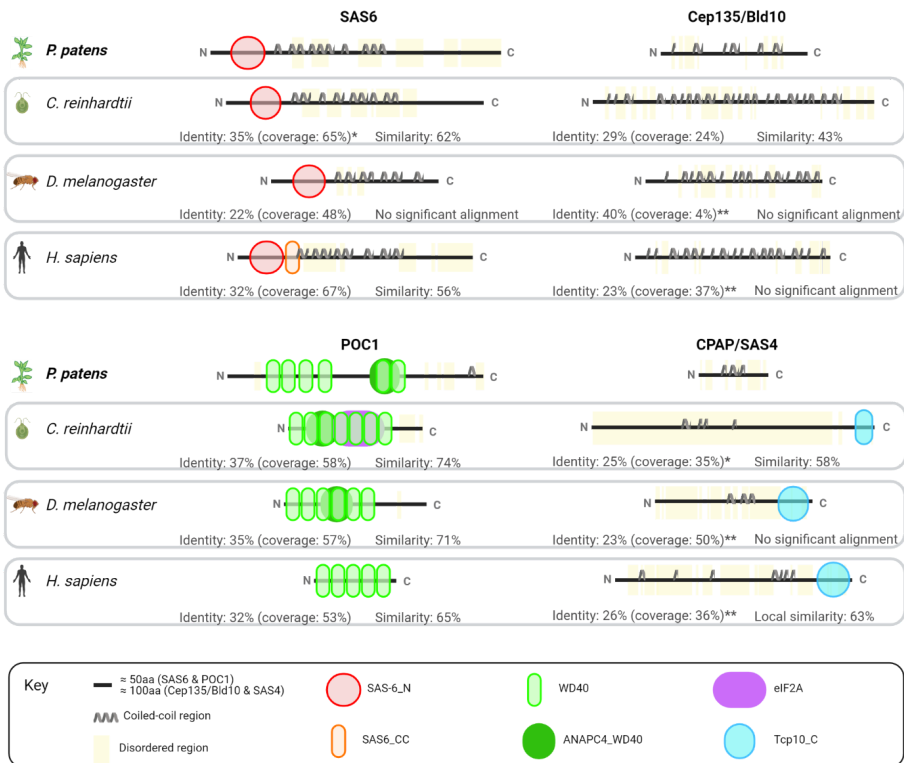 SAS6 Cep135/Bld10
P. patens N C N C
C. reinhardtii N C N C
Identity: 35% (coverage: 65%)* Similarity: 62% Identity: 29% (coverage: 24%) Similarity: 43%
D. melanogaster N C N C
Identity: 22% (coverage: 48%) No significant alignment Identity: 40% (coverage: 4%)** No significant alignment
H. sapiens N C N C
Identity: 32% (coverage: 67%) Similarity: 56% Identity: 23% (coverage: 37%)** No significant alignment
POC1 CPAP/SAS4
P. patens N C N C
C. reinhardtii N C N C
Identity: 37% (coverage: 58%) Similarity: 74% Identity: 25% (coverage: 35%)* Similarity: 58%
D. melanogaster N C N C
Identity: 35% (coverage: 57%) Similarity: 71% Identity: 23% (coverage: 50%)** No significant alignment
H. sapiens N C N C
Identity: 32% (coverage: 53%) Similarity: 65% Identity: 26% (coverage: 36%)** Local similarity: 63%
Key
≈ 50aa (SAS6 & POC1)
≈ 100aa (Cep135/Bld10 & SAS4)
SAS-6_N WD40 eIF2A
Coiled-coil region
SAS6_CC ANAPC4_WD40 Tcp10_C
Disordered region